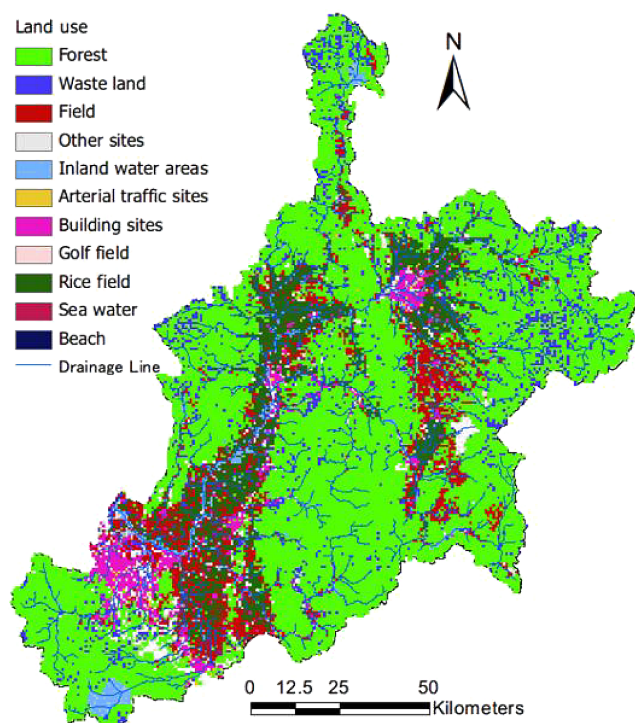 Land use
Forest
Waste land
Field
Other sites
Inland water areas
Arterial traffic sites
Building sites
Golf field
Rice field
Sea water
Beach
Drainage Line
N
0 12.5 25 50
Kilometers